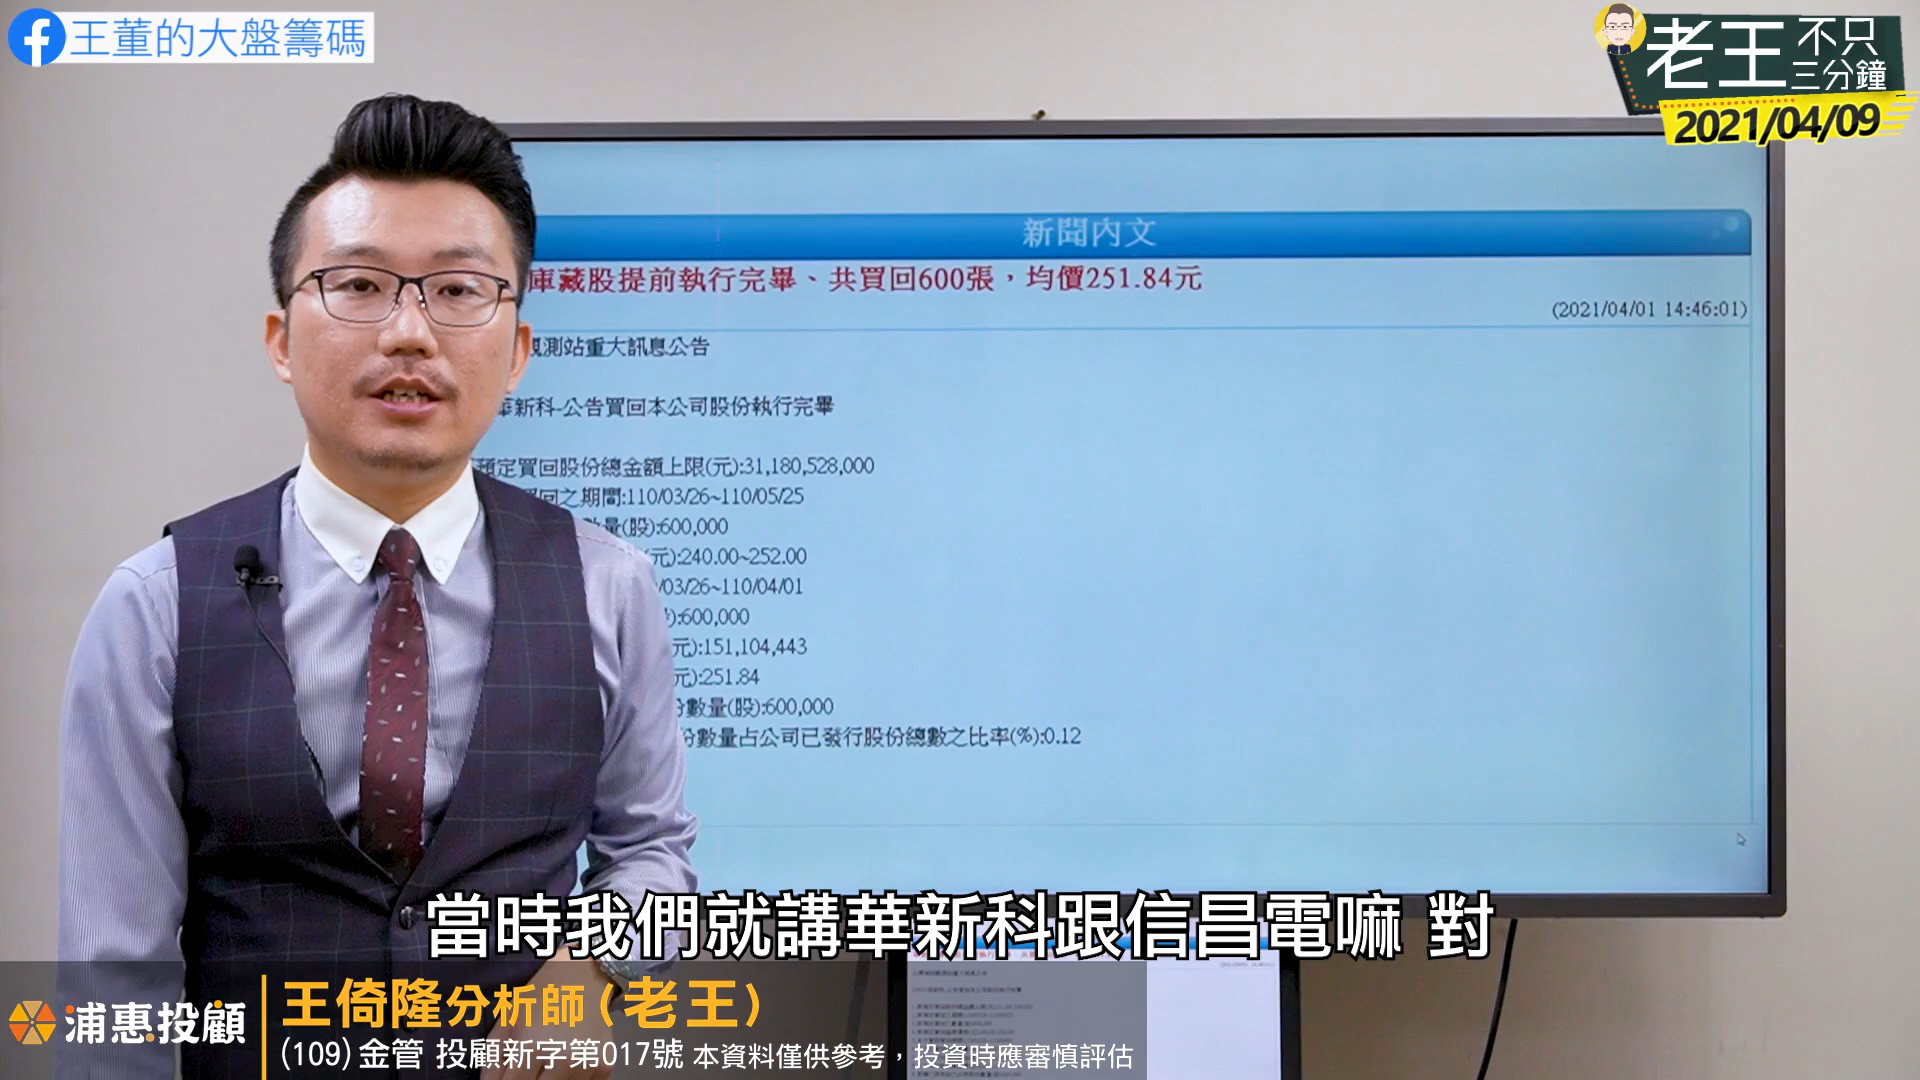 王董的大盤籌碼
老王不只三分鐘
2021/04/09
新聞內文
庫藏股提前執行完畢、共買回600張，均價251.84元
(2021/04/01 14:46:01)
觀測站重大訊息公告
華新科-公告買回本公司股份執行完畢
預定買回股份總金額上限(元):31,180,528,000
買回之期間:110/03/26~110/05/25
數量(股):600,000
(元):240.00~252.00
/03/26~110/04/01
):600,000
元):151,104,443
元):251.84
份數量(股):600,000
份數量占公司已發行股份總數之比率(%):0.12
當時我們就講華新科跟信昌電嘛 對
浦惠投顧
王倚隆分析師(老王)
(109)金管 投顧新字第017號 本資料僅供參考，投資時應審慎評估